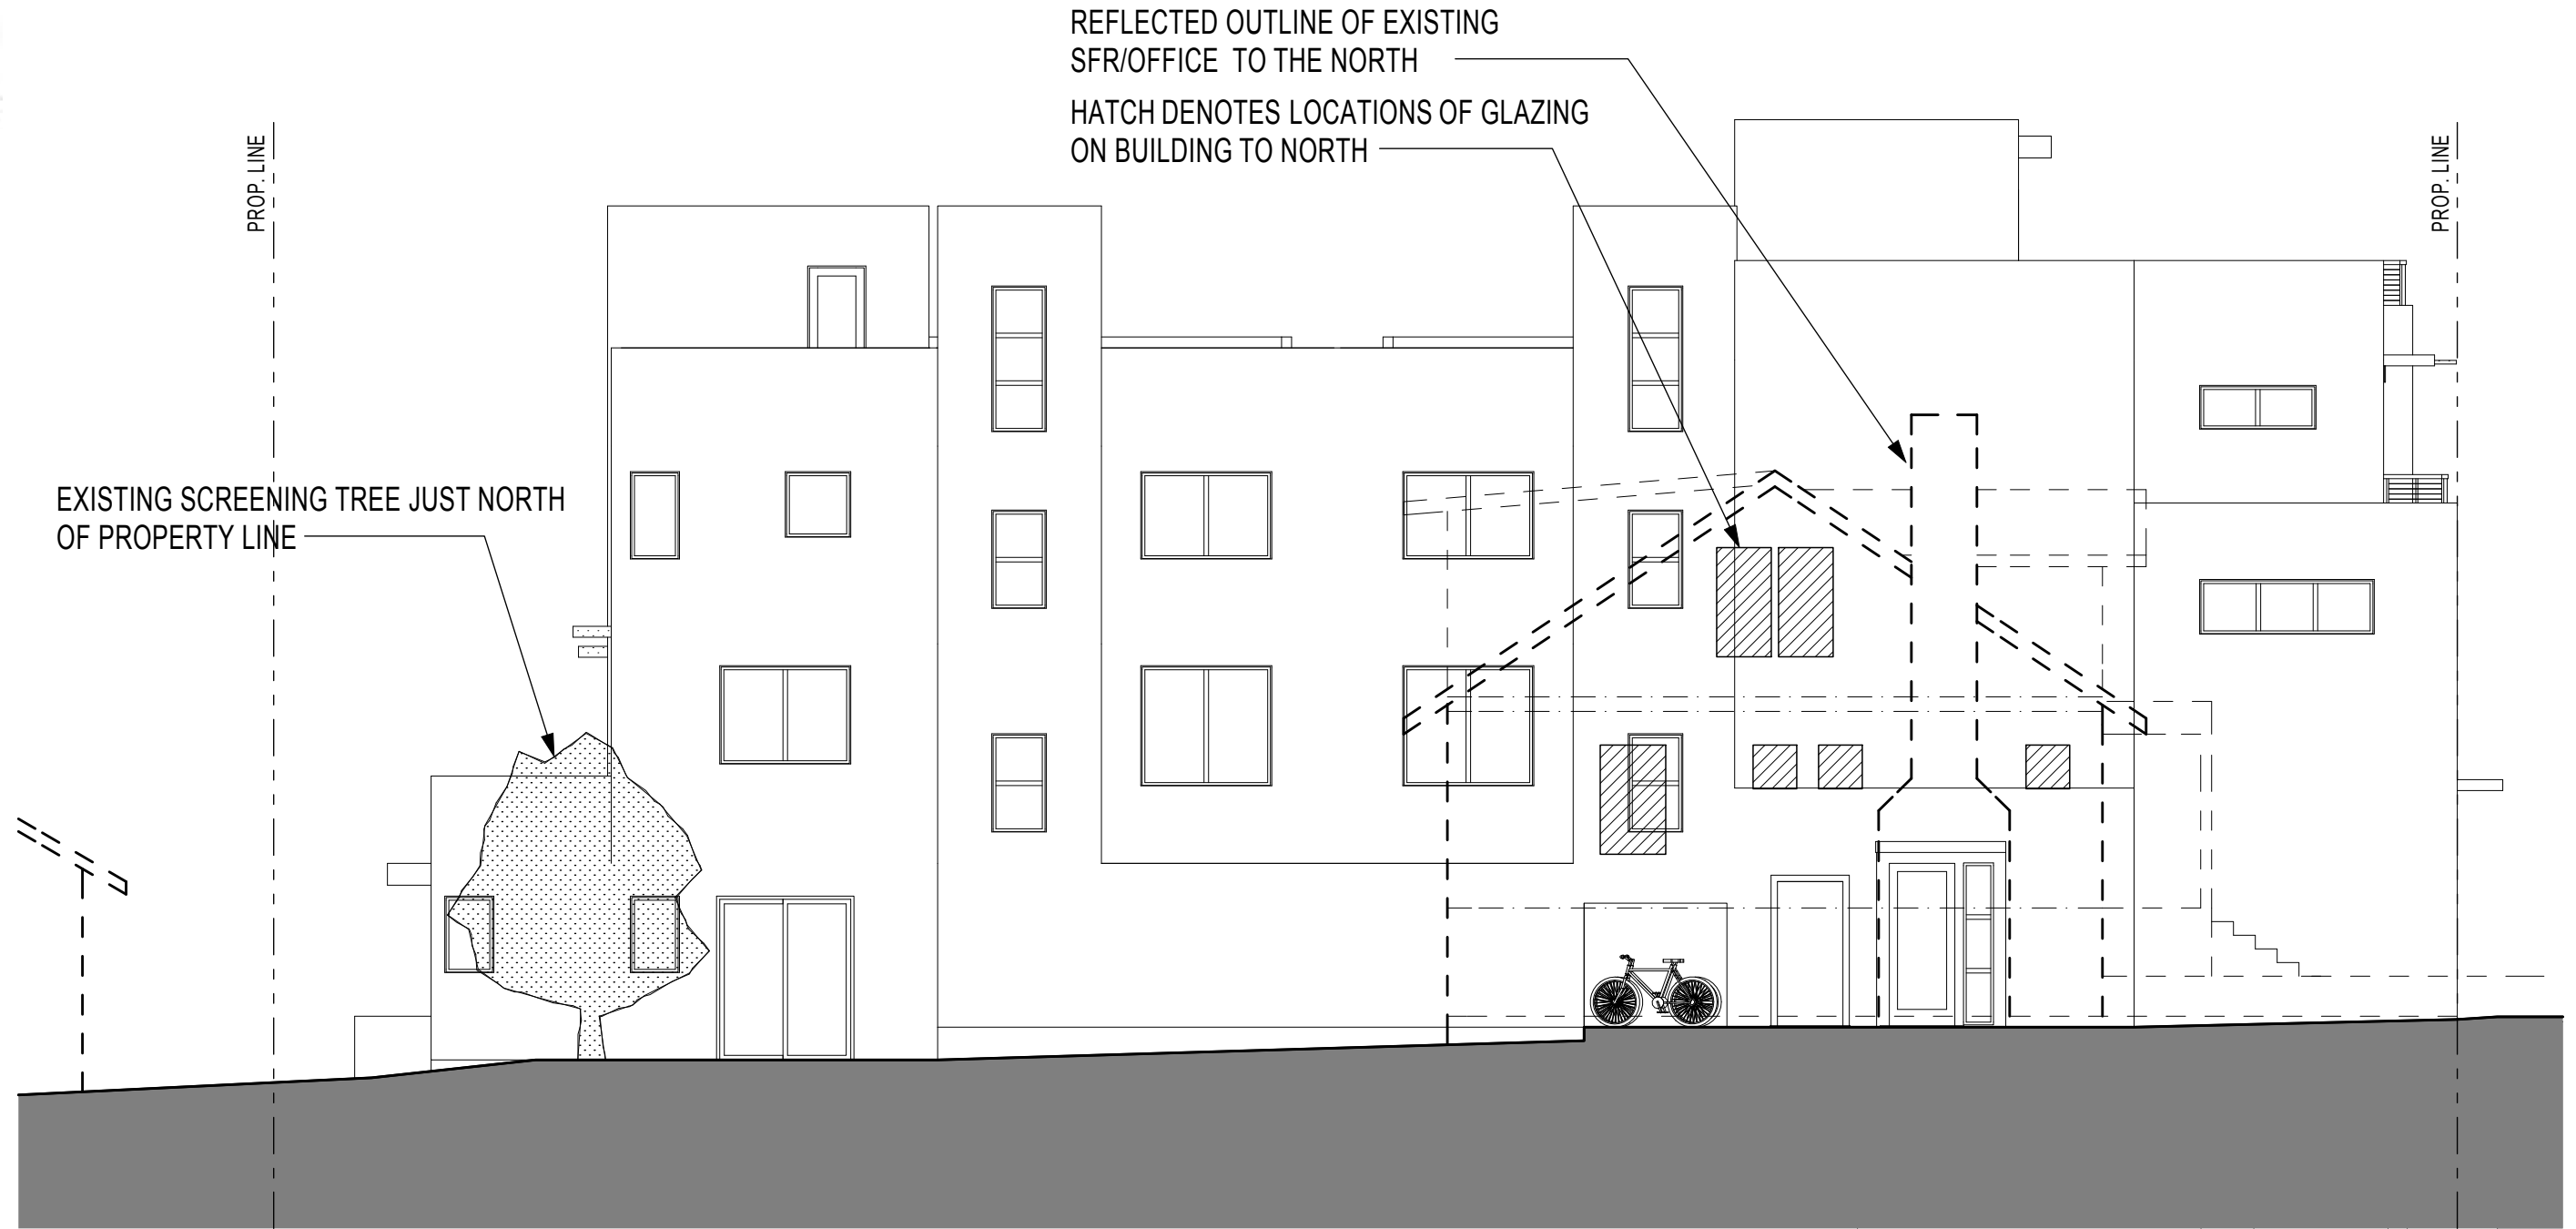 REFLECTED OUTLINE OF EXISTING
SFR/OFFICE TO THE NORTH
HATCH DENOTES LOCATIONS OF GLAZING
ON BUILDING TO NORTH
PROP. LINE
PROP. LINE
EXISTING SCREENING TREE JUST NORTH
OF PROPERTY LINE